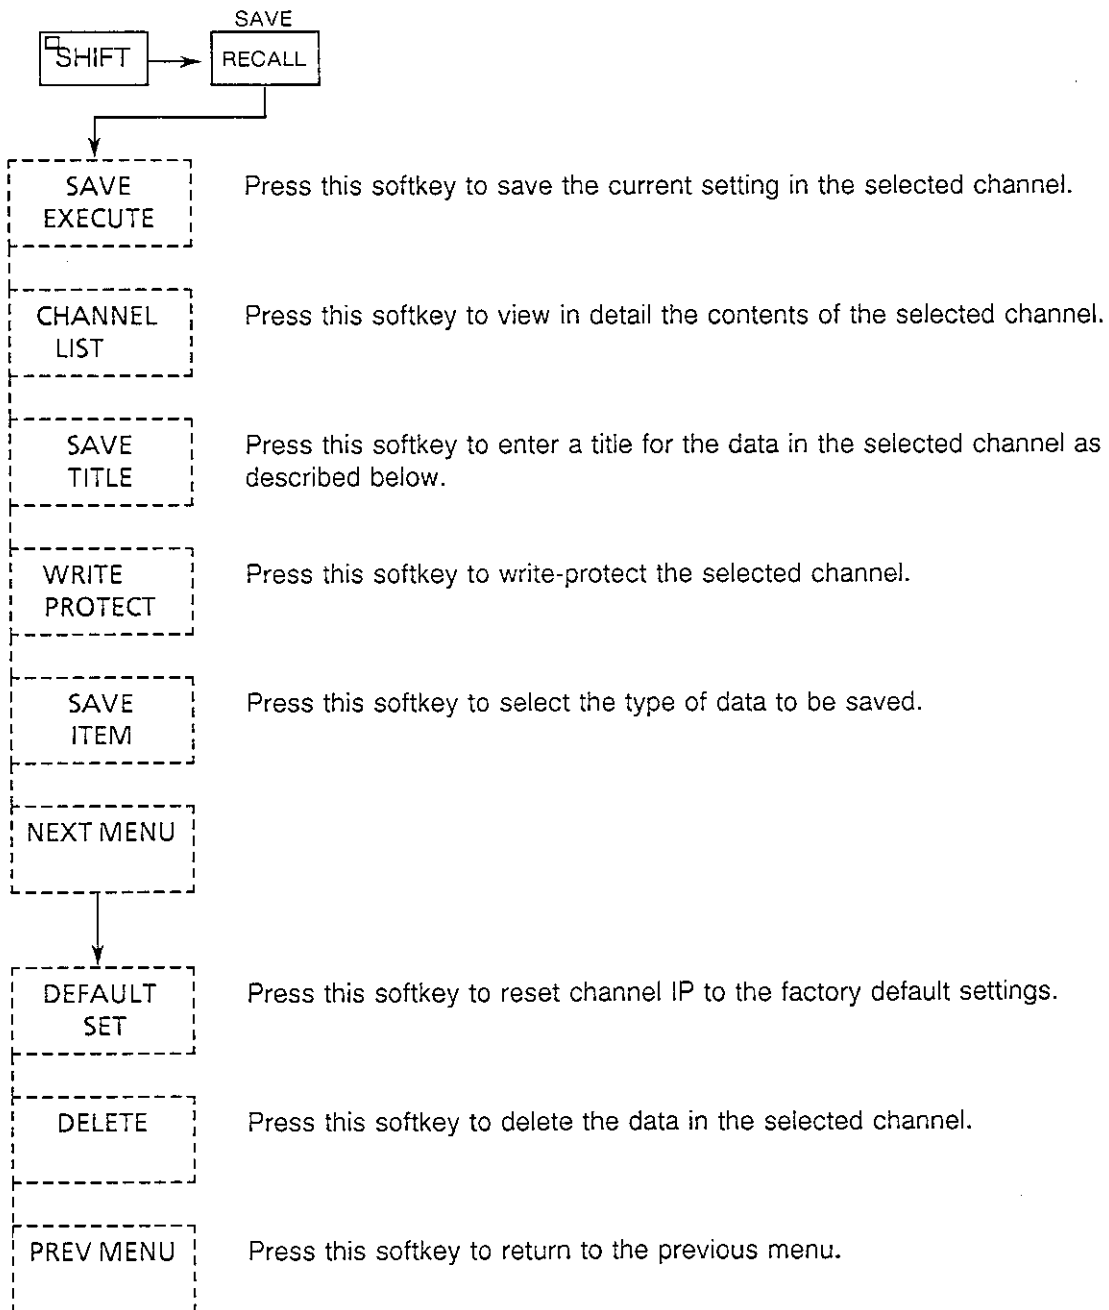 SAVE
SHIFT
RECALL
SAVE
EXECUTE
Press this softkey to save the current setting in the selected channel.
CHANNEL
LIST
Press this softkey to view in detail the contents of the selected channel.
SAVE
TITLE
Press this softkey to enter a title for the data in the selected channel as
described below.
WRITE
PROTECT
Press this softkey to write-protect the selected channel.
SAVE
ITEM
Press this softkey to select the type of data to be saved.
NEXT MENU
DEFAULT
SET
Press this softkey to reset channel IP to the factory default settings.
DELETE
Press this softkey to delete the data in the selected channel.
PREV MENU
Press this softkey to return to the previous menu.